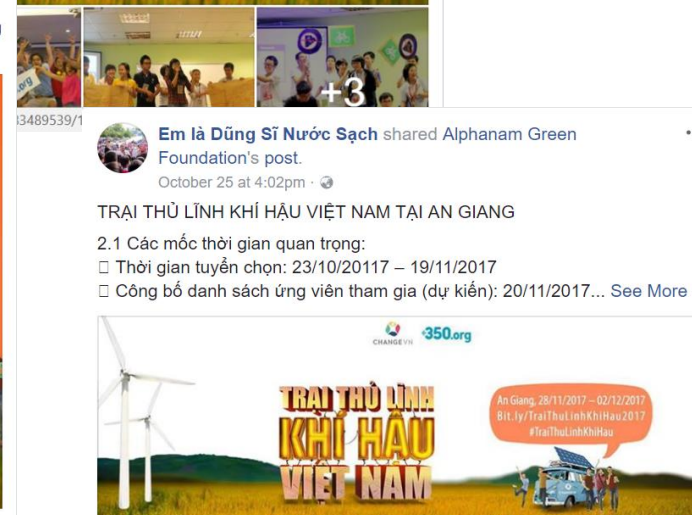 org
+3
33489539/1
Em là Dũng Sĩ Nước Sạch shared Alphanam Green
Foundation's post.
October 25 at 4:02pm ·
TRẠI THỦ LĨNH KHÍ HẬU VIỆT NAM TẠI AN GIANG
2.1 Các mốc thời gian quan trọng:
□ Thời gian tuyển chọn: 23/10/20117 – 19/11/2017
□ Công bố danh sách ứng viên tham gia (dự kiến): 20/11/2017... See More
CHANGEVN 350.org
TRẠI THỦ LĨNH
KHÍ HẬU
VIỆT NAM
An Giang, 28/11/2017 – 02/12/2017
Bit.ly/TraiThuLinhKhiHau2017
#TraiThuLinhKhiHau